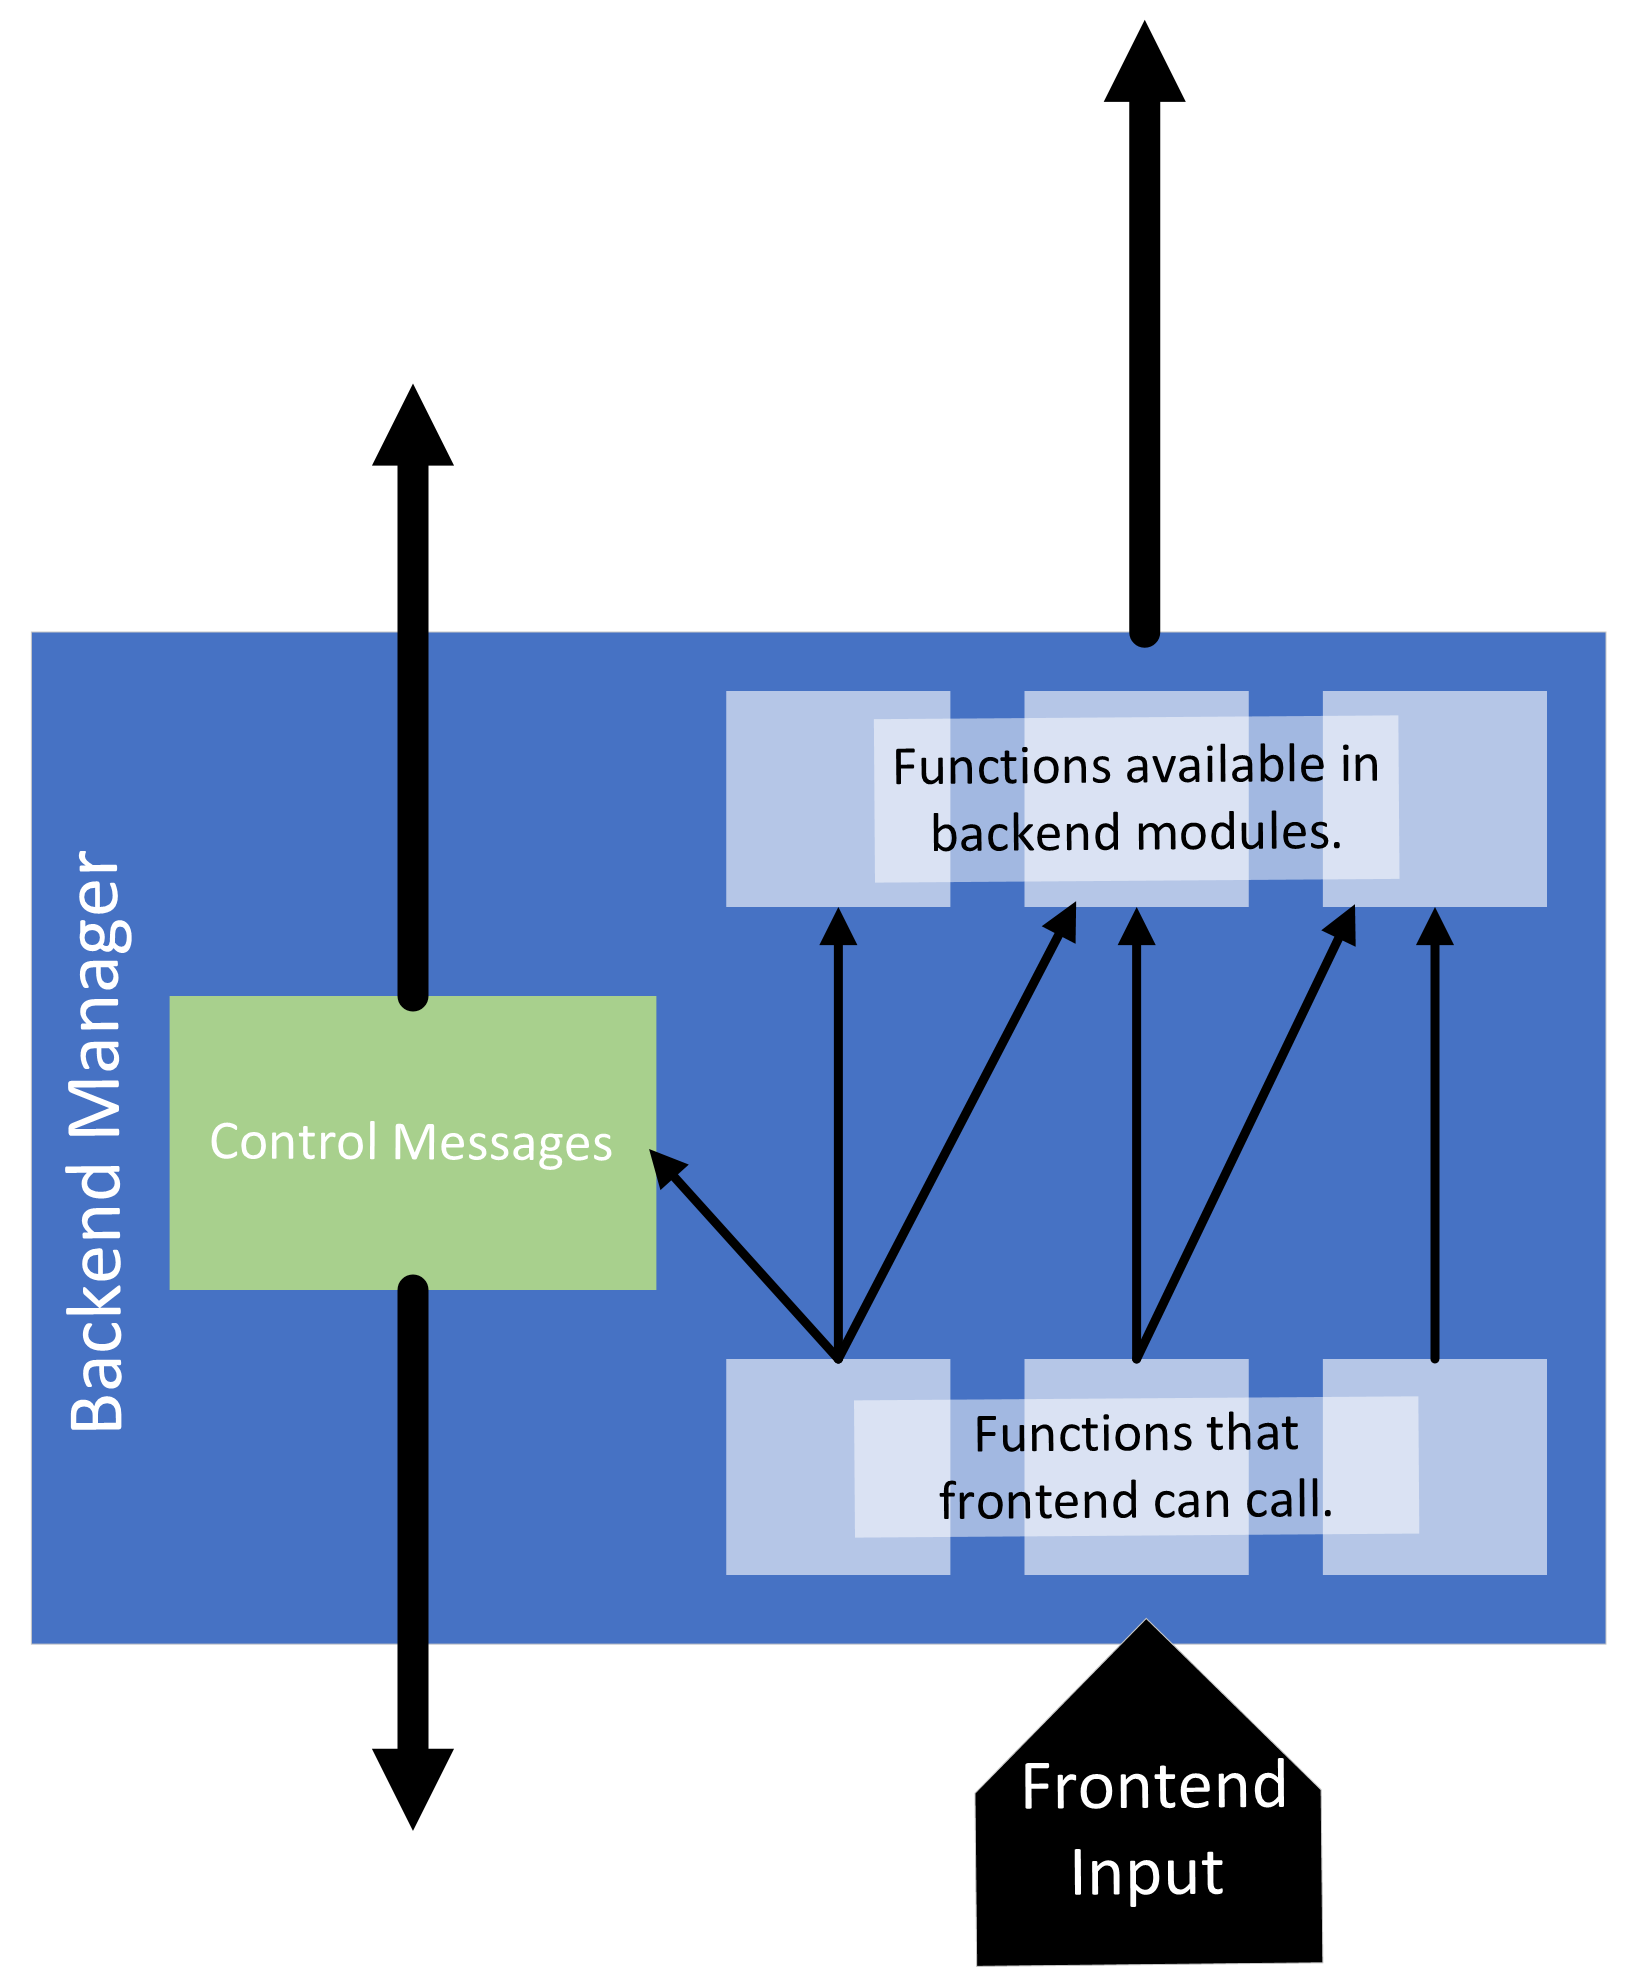 Functions available in
backend modules.
Backend Manager
Control Messages
Functions that
frontend can call.
Frontend
Input